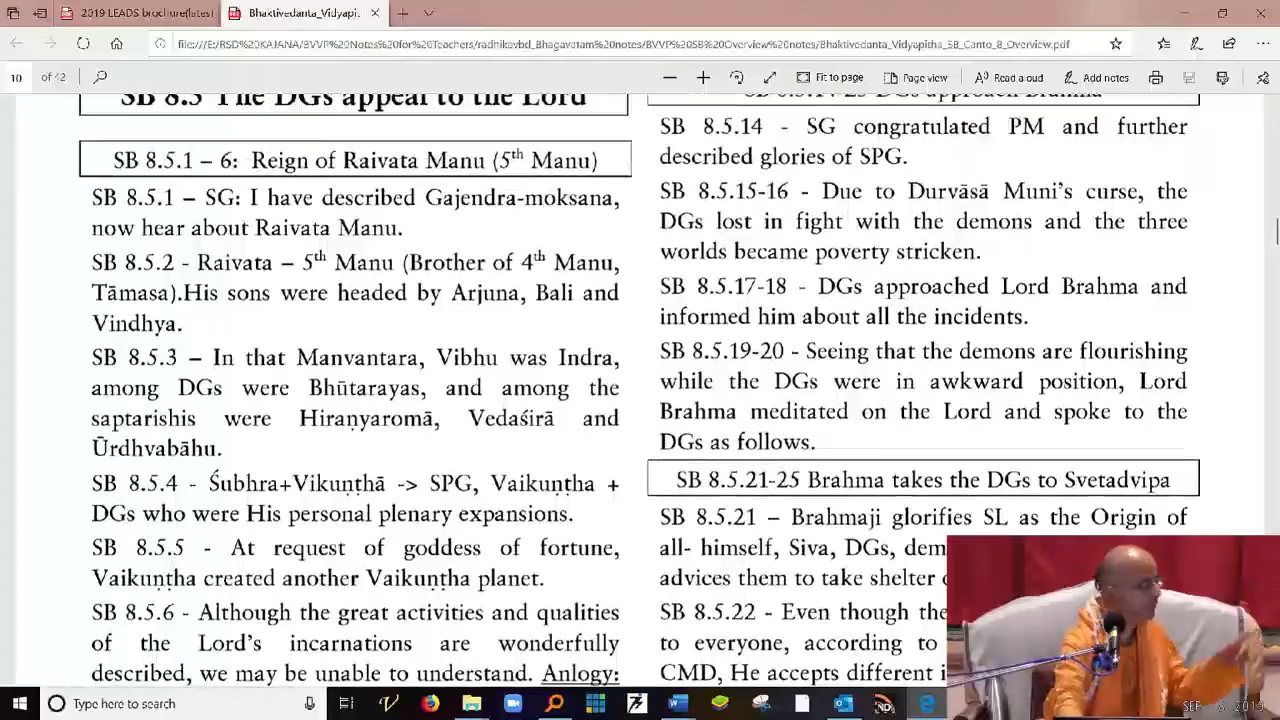 2019 LEADS brochure(latest)
Bhaktivedanta_Vidyapi
file:///E:/RSD%20KAJANA/BVVP%20Notes%20for%20Teachers/radhikavbd_Bhagavatam%20notes/BVVP%20SB%20Overview%20notes/Bhaktivedanta_Vidyapitha_SB_Canto_8_Overview.pdf
10 of 42
Fit to page
Page view
Read aloud
Add notes
SB 8.5 The DGs appeal to the Lord
SB 8.5.1 – 6: Reign of Raivata Manu (5th Manu)
SB 8.5.1 – SG: I have described Gajendra-moksana,
now hear about Raivata Manu.
SB 8.5.2 - Raivata – 5th Manu (Brother of 4th Manu,
Tāmasa).His sons were headed by Arjuna, Bali and
Vindhya.
SB 8.5.3 – In that Manvantara, Vibhu was Indra,
among DGs were Bhūtarayas, and among the
saptarishis were Hiraṇyaromā, Vedaśirā and
Ūrdhvabāhu.
SB 8.5.4 - Śubhra+Vikuṇṭhā -> SPG, Vaikuṇṭha +
DGs who were His personal plenary expansions.
SB 8.5.5 - At request of goddess of fortune,
Vaikuṇṭha created another Vaikuṇṭha planet.
SB 8.5.6 - Although the great activities and qualities
of the Lord's incarnations are wonderfully
described, we may be unable to understand. Anlogy:
DGs approach Brahma
SB 8.5.14 - SG congratulated PM and further
described glories of SPG.
SB 8.5.15-16 - Due to Durvāsā Muni's curse, the
DGs lost in fight with the demons and the three
worlds became poverty stricken.
SB 8.5.17-18 - DGs approached Lord Brahma and
informed him about all the incidents.
SB 8.5.19-20 - Seeing that the demons are flourishing
while the DGs were in awkward position, Lord
Brahma meditated on the Lord and spoke to the
DGs as follows.
SB 8.5.21-25 Brahma takes the DGs to Svetadvipa
SB 8.5.21 – Brahmaji glorifies SL as the Origin of
all- himself, Siva, DGs, dem
advices them to take shelter
SB 8.5.22 - Even though the
to everyone, according to
CMD, He accepts different i
Type here to search
SEP 8 2019